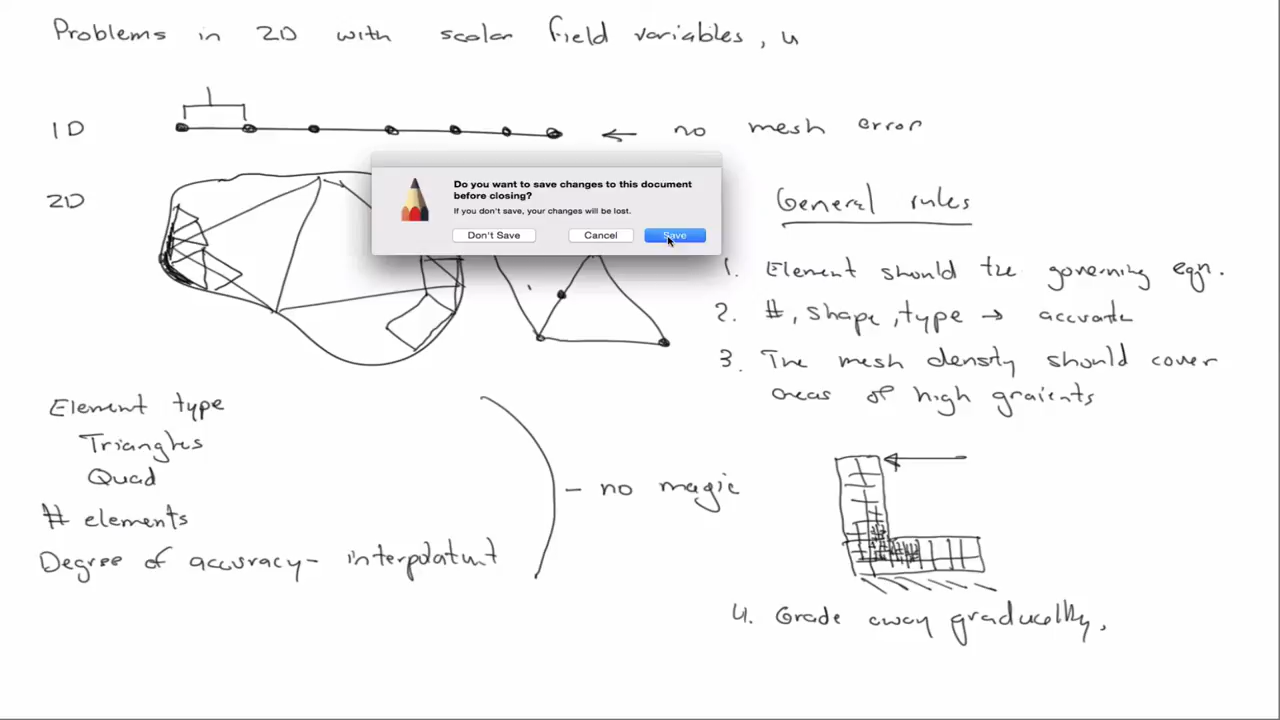 Problems in 2D with scalar field variables, u
1D
← no mesh error
2D
Do you want to save changes to this document
before closing?
If you don't save, your changes will be lost.
Don't Save
Cancel
Save
General rules
1. Element should the governing eqn.
2. #, shape, type → accurate
3. The mesh density should cover
areas of high graients
Element type
Triangles
Quad
# elements
Degree of accuracy -
- no magic
4. Grade away